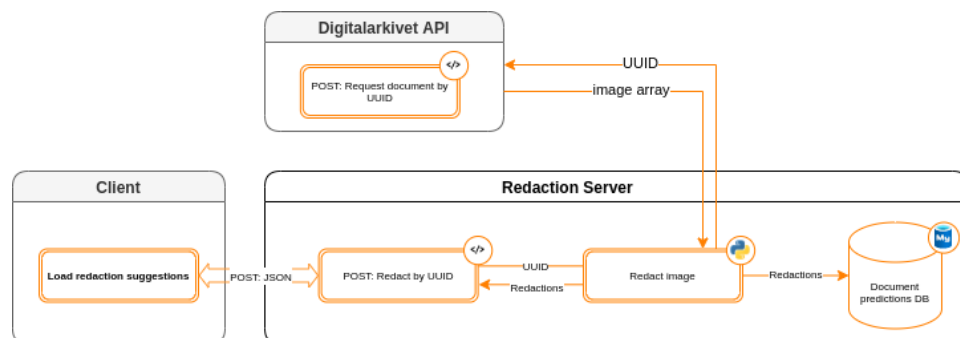 Digitalarkivet API
</>
POST: Request document by
UUID
UUID
image array
Client
Redaction Server
Load redaction suggestions
POST: JSON
</>
POST: Redact by UUID
UUID
Redactions
Redact image
Redactions
My
Document
predictions DB